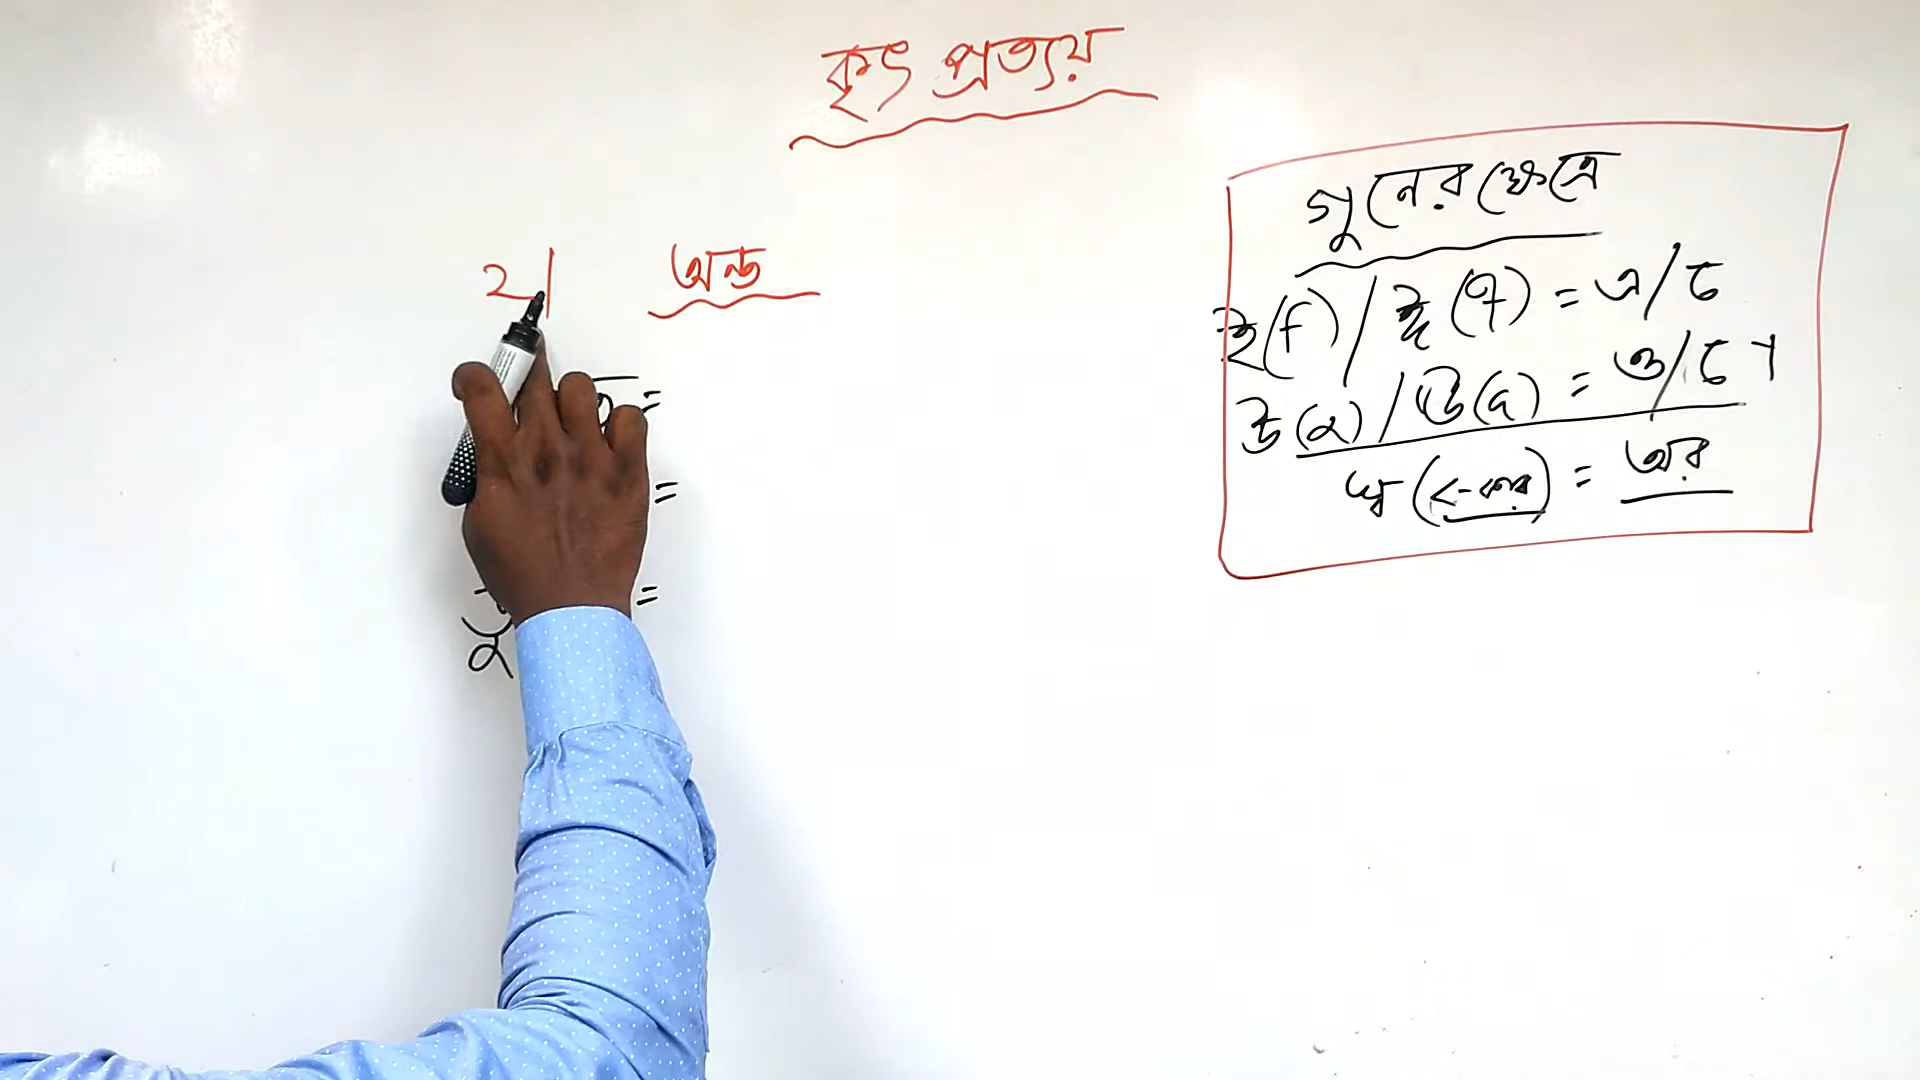 কৃৎ প্রত্যয়
২। অন্ত
=
=
=
গুনের ক্ষেত্রে
ই(ি) / ঈ(ী) = এ/ে
উ(ু) / ঊ(ূ) = ও/ো
ঋ(ৃ-কার) = অর